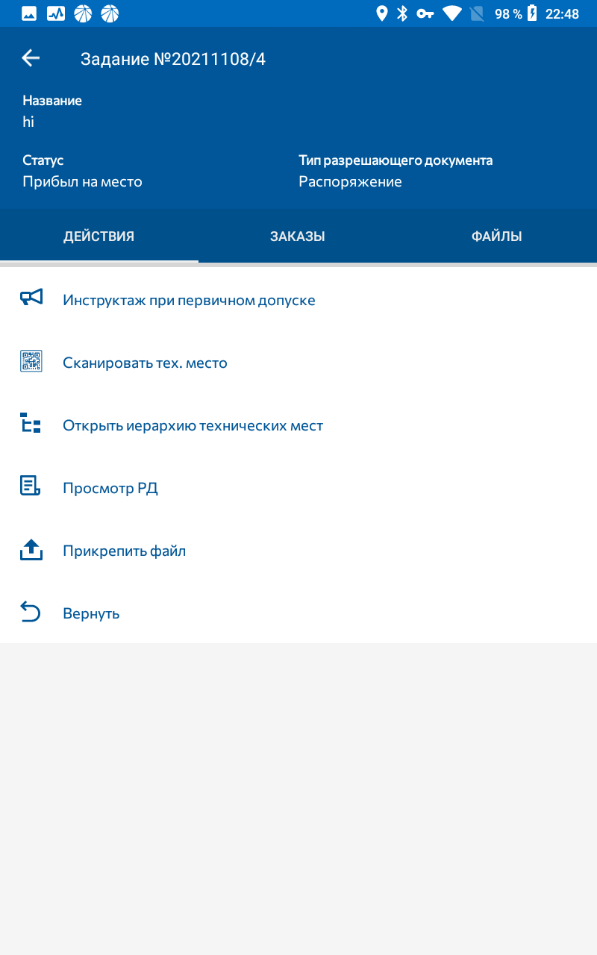 98 % 22:48
Задание №20211108/4
Название
hi
Статус
Тип разрешающего документа
Прибыл на место
Распоряжение
ДЕЙСТВИЯ
ЗАКАЗЫ
ФАЙЛЫ
Инструктаж при первичном допуске
Сканировать тех. место
Открыть иерархию технических мест
Просмотр РД
Прикрепить файл
Вернуть